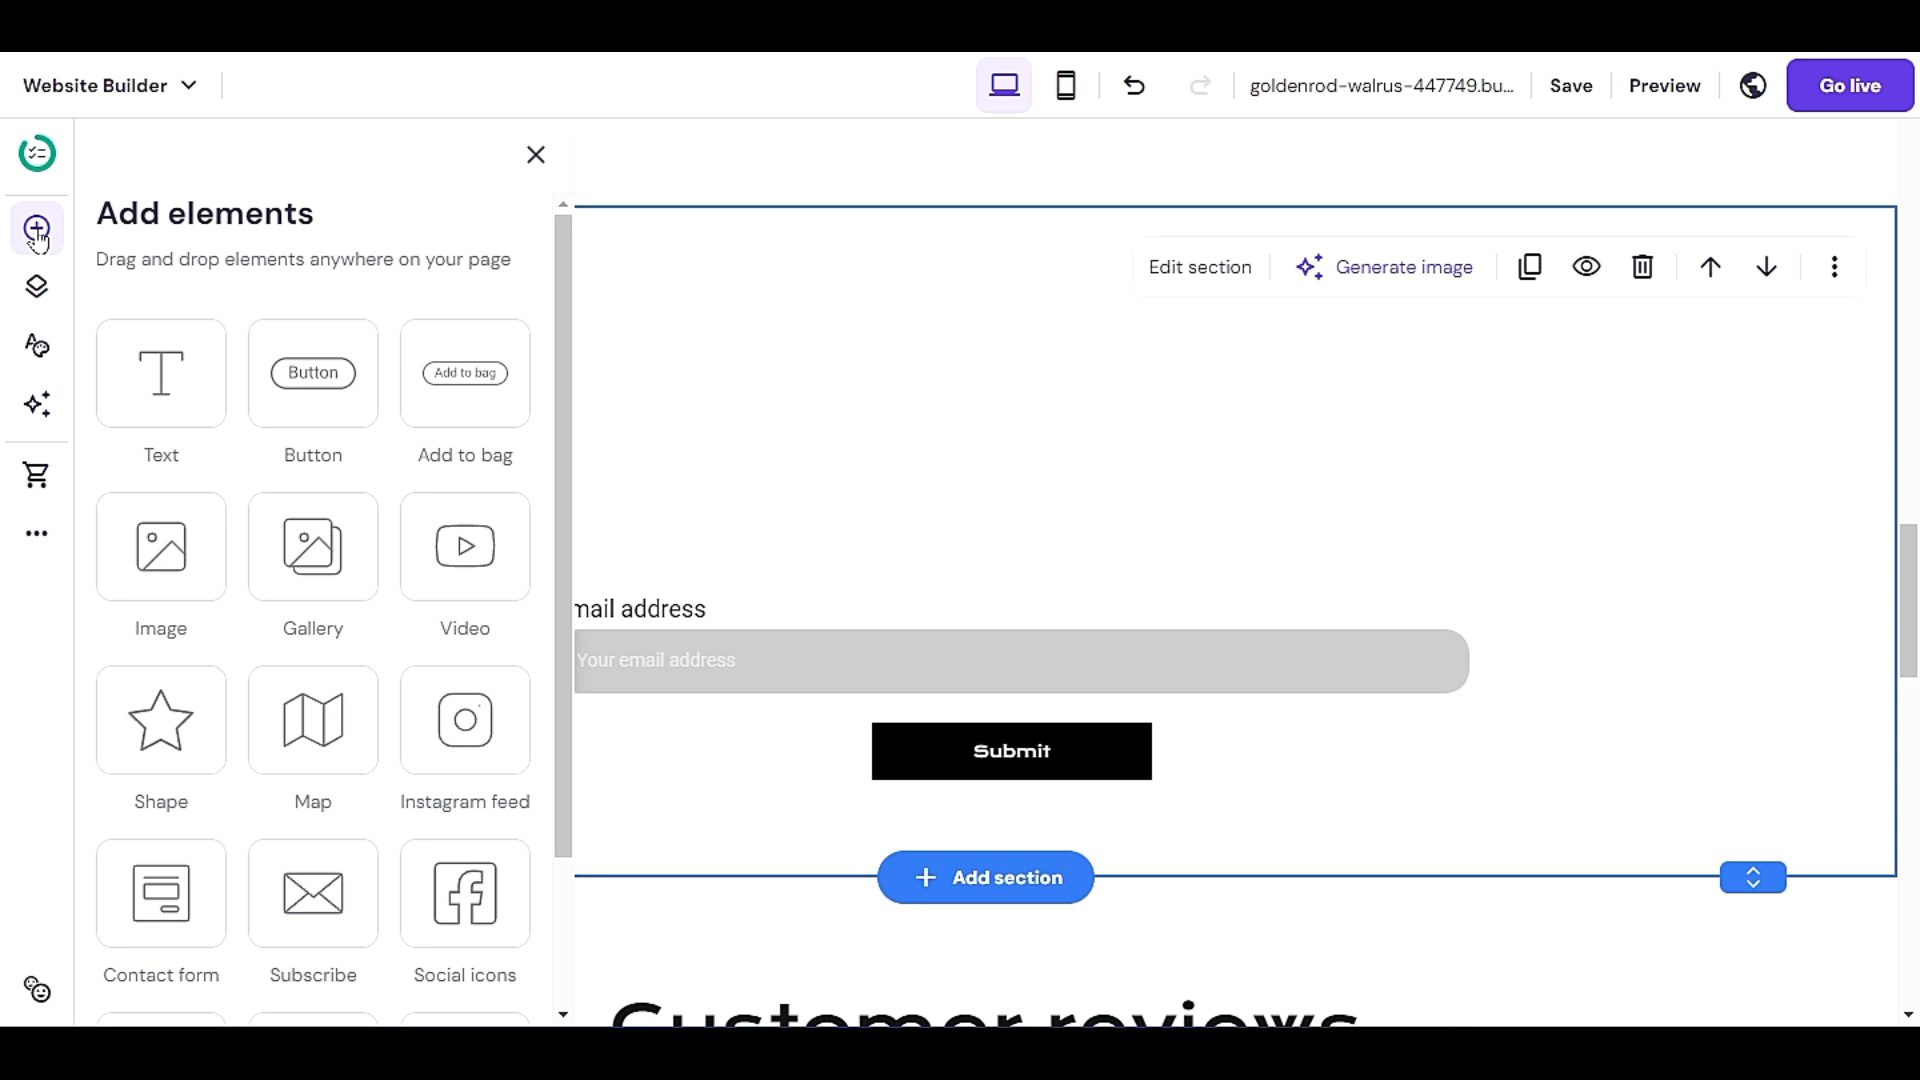 Website Builder
goldenrod-walrus-447749.bu...
Save
Preview
Go live
Add elements
Drag and drop elements anywhere on your page
Edit section
Generate image
Button
Add to bag
Text
Button
Add to bag
Image
Gallery
Video
mail address
Your email address
Shape
Map
Instagram feed
Submit
Add section
Contact form
Subscribe
Social icons
Customer reviews